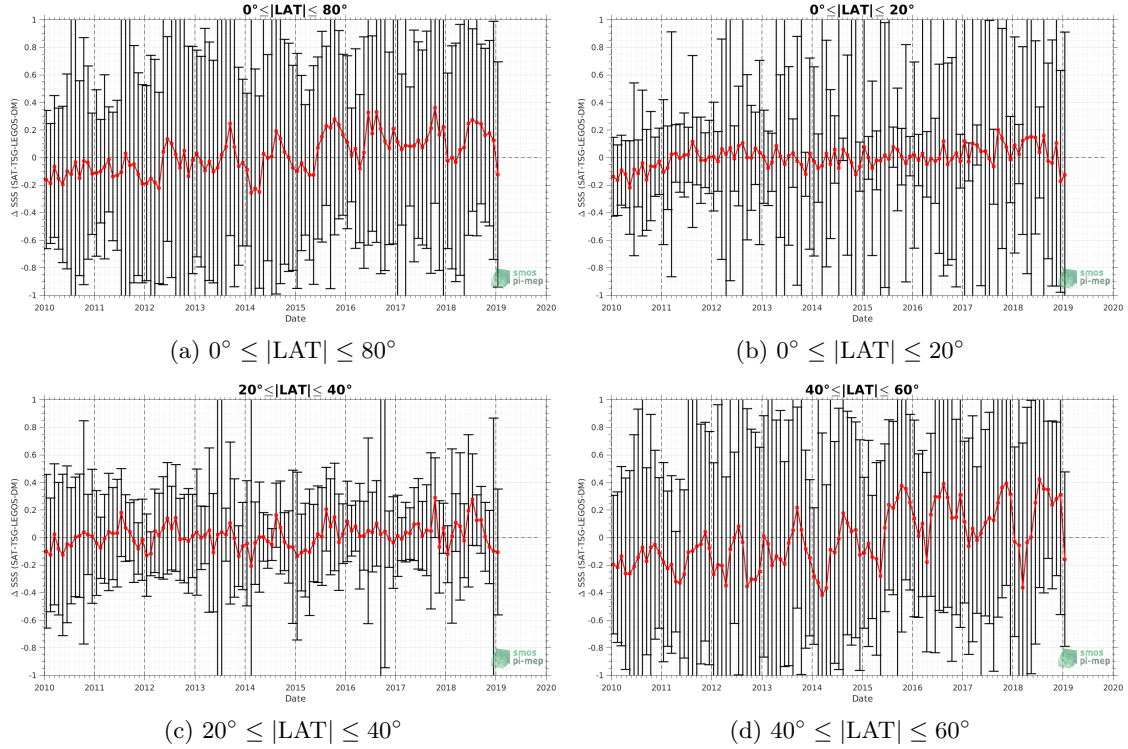 0°≤|LAT|≤ 80°
Δ SSS (SAT-TSG-LEGOS-DM)
1
0.8
0.6
0.4
0.2
0
-0.2
-0.4
-0.6
-0.8
-1
2010 2011 2012 2013 2014 2015 2016 2017 2018 2019 2020
Date
smos
pi-mep
(a) 0° ≤ |LAT| ≤ 80°
0°≤|LAT|≤ 20°
Δ SSS (SAT-TSG-LEGOS-DM)
1
0.8
0.6
0.4
0.2
0
-0.2
-0.4
-0.6
-0.8
-1
2010 2011 2012 2013 2014 2015 2016 2017 2018 2019 2020
Date
smos
pi-mep
(b) 0° ≤ |LAT| ≤ 20°
20°≤|LAT|≤ 40°
Δ SSS (SAT-TSG-LEGOS-DM)
1
0.8
0.6
0.4
0.2
0
-0.2
-0.4
-0.6
-0.8
-1
2010 2011 2012 2013 2014 2015 2016 2017 2018 2019 2020
Date
smos
pi-mep
(c) 20° ≤ |LAT| ≤ 40°
40°≤|LAT|≤ 60°
Δ SSS (SAT-TSG-LEGOS-DM)
1
0.8
0.6
0.4
0.2
0
-0.2
-0.4
-0.6
-0.8
-1
2010 2011 2012 2013 2014 2015 2016 2017 2018 2019 2020
Date
smos
pi-mep
(d) 40° ≤ |LAT| ≤ 60°